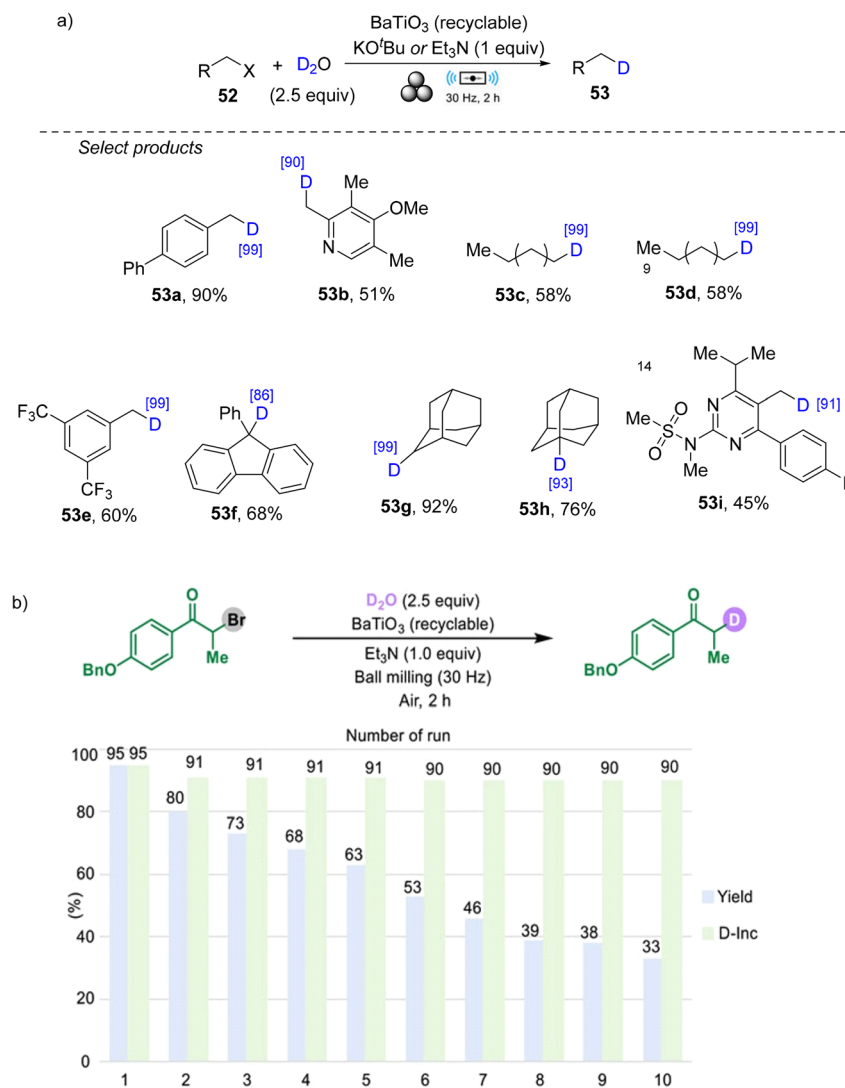 a)
BaTiO3 (recyclable)
KOtBu or Et3N (1 equiv)
R X + D2O
52 (2.5 equiv)
30 Hz, 2 h
R D
53
Select products
[90]
D Me
OMe
N Me
53b, 51%
D
[99]
Ph
53a, 90%
[99]
Me D
53c, 58%
[99]
Me D
9
53d, 58%
F3C [99]
D
CF3
53e, 60%
[86]
Ph D
53f, 68%
[99]
D
53g, 92%
D
[93]
53h, 76%
14
Me Me
O N D [91]
Me S
O N N
Me
53i, 45%
b)
O
Br
Me
BnO
D2O (2.5 equiv)
BaTiO3 (recyclable)
Et3N (1.0 equiv)
Ball milling (30 Hz)
Air, 2 h
O
D
Me
BnO
Number of run
100
80
60
40
20
0
(%)
95 95
80 91
73 91
68 91
63 91
53 90
46 90
39 90
38 90
33 90
Yield
D-Inc
1 2 3 4 5 6 7 8 9 10